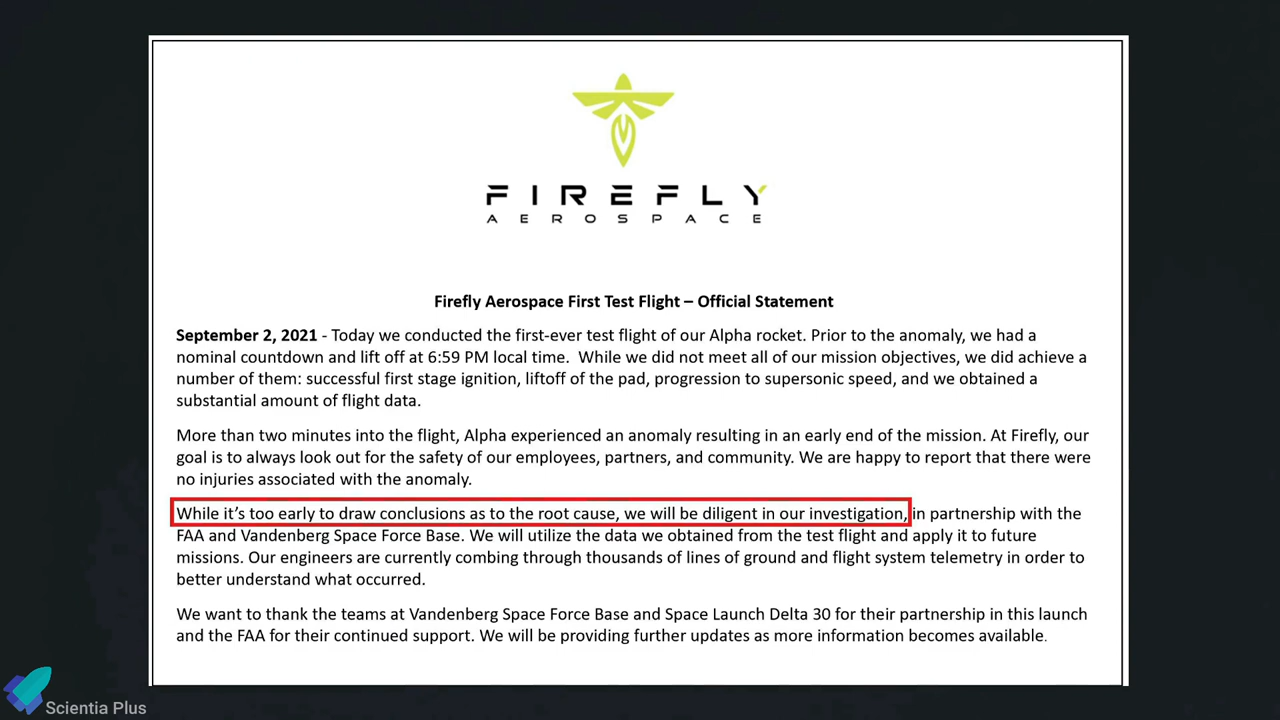 FIREFLY
AEROSPACE
Firefly Aerospace First Test Flight – Official Statement
September 2, 2021 - Today we conducted the first-ever test flight of our Alpha rocket. Prior to the anomaly, we had a
nominal countdown and lift off at 6:59 PM local time.  While we did not meet all of our mission objectives, we did achieve a
number of them: successful first stage ignition, liftoff of the pad, progression to supersonic speed, and we obtained a
substantial amount of flight data.
More than two minutes into the flight, Alpha experienced an anomaly resulting in an early end of the mission. At Firefly, our
goal is to always look out for the safety of our employees, partners, and community. We are happy to report that there were
no injuries associated with the anomaly.
While it's too early to draw conclusions as to the root cause, we will be diligent in our investigation, in partnership with the
FAA and Vandenberg Space Force Base. We will utilize the data we obtained from the test flight and apply it to future
missions. Our engineers are currently combing through thousands of lines of ground and flight system telemetry in order to
better understand what occurred.
We want to thank the teams at Vandenberg Space Force Base and Space Launch Delta 30 for their partnership in this launch
and the FAA for their continued support. We will be providing further updates as more information becomes available.
Scientia Plus